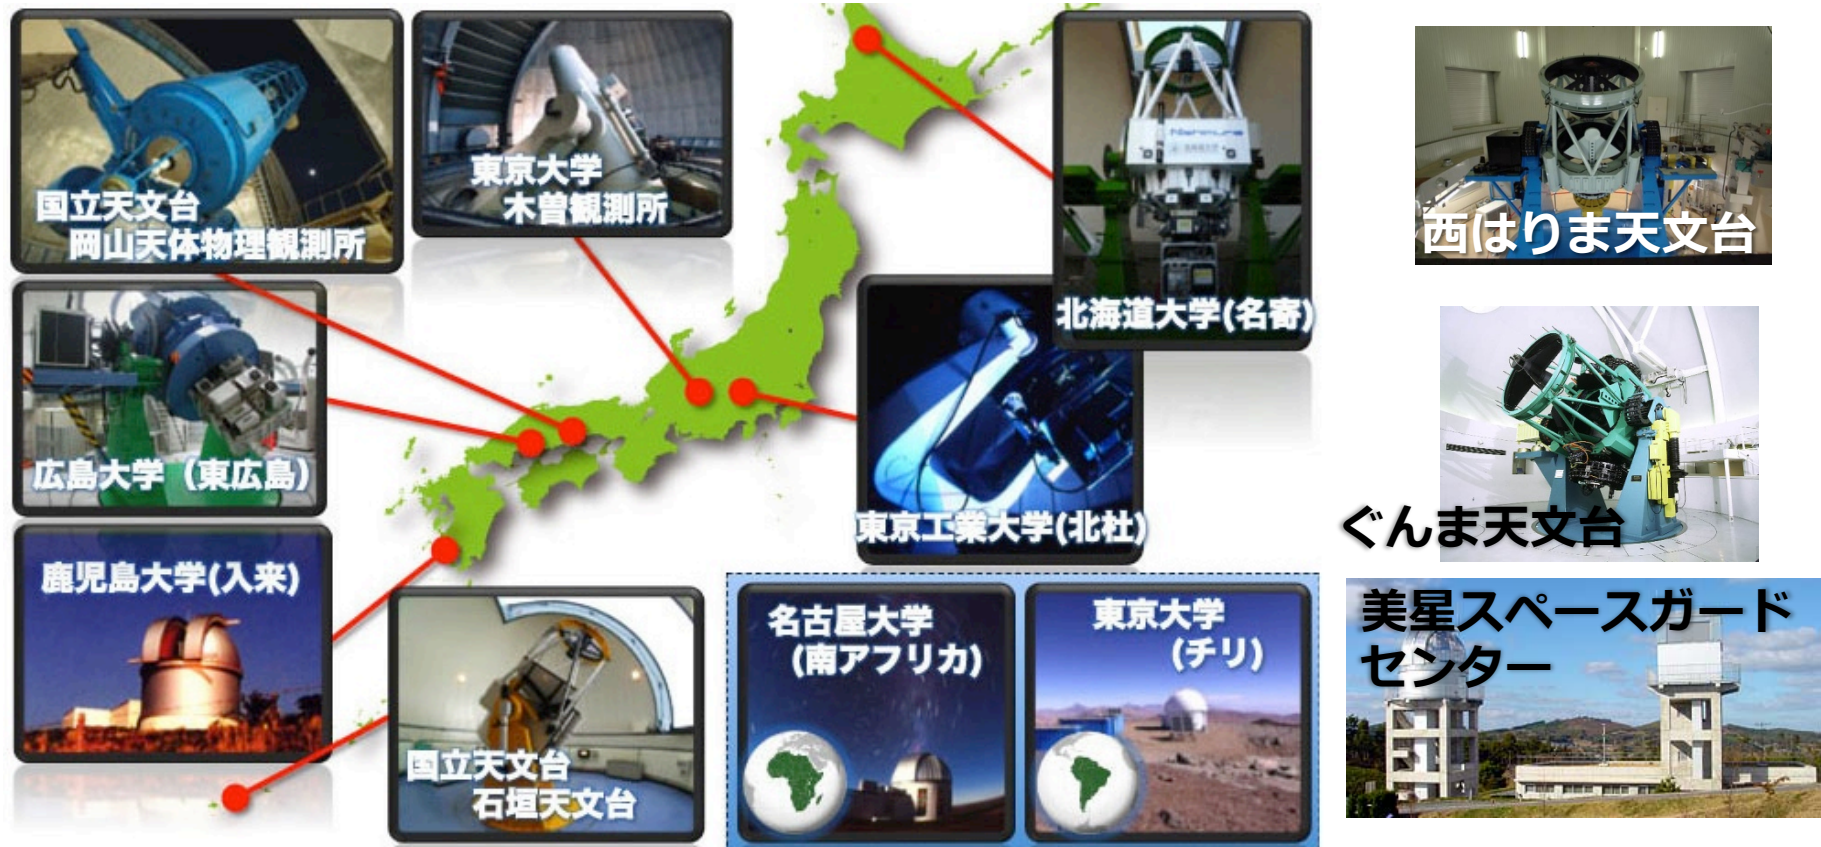 国立天文台
岡山天体物理観測所
東京大学
木曽観測所
Nishimura
北海道大学(名寄)
西はりま天文台
広島大学（東広島）
東京工業大学(北杜)
ぐんま天文台
鹿児島大学(入来)
国立天文台
石垣天文台
名古屋大学
(南アフリカ)
東京大学
(チリ)
美星スペースガード
センター